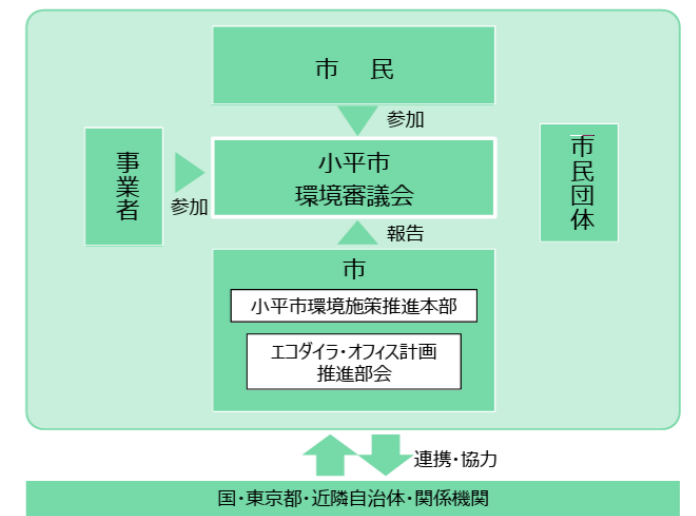 市　民
参加
事業者
参加
小平市
環境審議会
市民団体
報告
市
小平市環境施策推進本部
エコダイラ・オフィス計画
推進部会
連携・協力
国・東京都・近隣自治体・関係機関